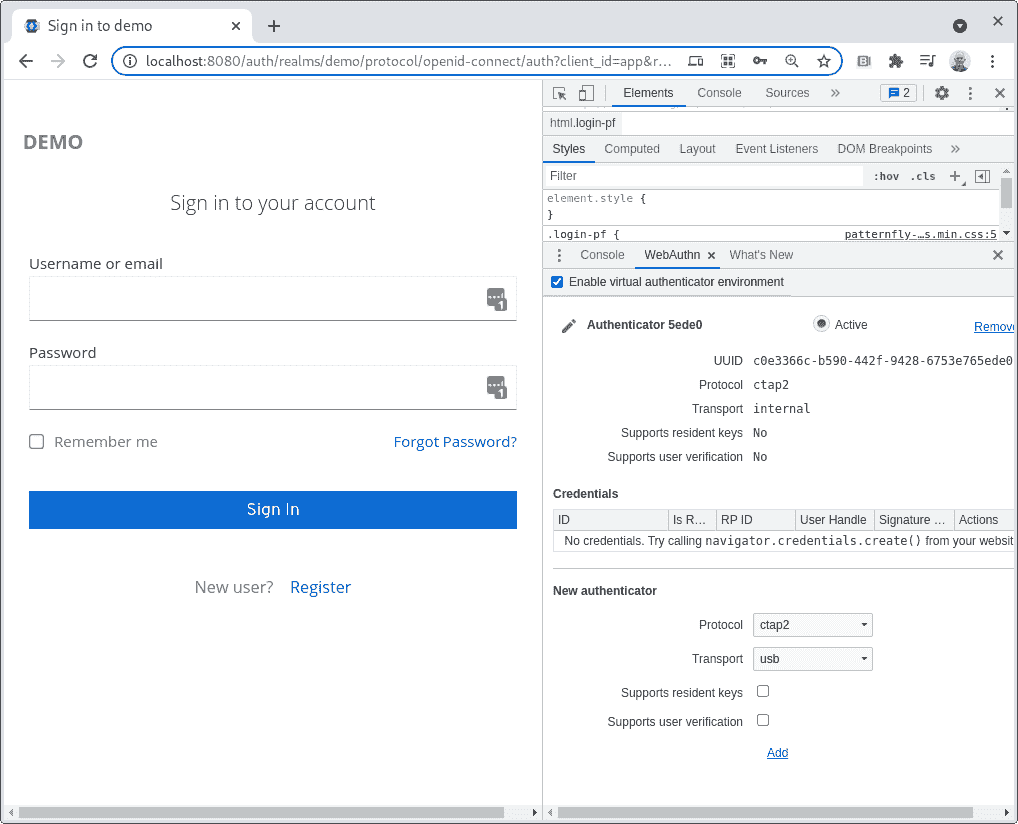 Sign in to demo
localhost:8080/auth/realms/demo/protocol/openid-connect/auth?client_id=app&r...
DEMO
Sign in to your account
Username or email
1
Password
1
Remember me Forgot Password?
Sign In
New user? Register
Elements Console Sources » 2
html.login-pf
Styles Computed Layout Event Listeners DOM Breakpoints »
Filter :hov .cls +
element.style {
}
.login-pf { patternfly-…s.min.css:5
Console WebAuthn What's New
Enable virtual authenticator environment
Authenticator 5ede0 Active Remove
UUID c0e3366c-b590-442f-9428-6753e765ede0
Protocol ctap2
Transport internal
Supports resident keys No
Supports user verification No
Credentials
ID Is R… RP ID User Handle Signature … Actions
No credentials. Try calling navigator.credentials.create() from your websit
New authenticator
Protocol ctap2
Transport usb
Supports resident keys
Supports user verification
Add